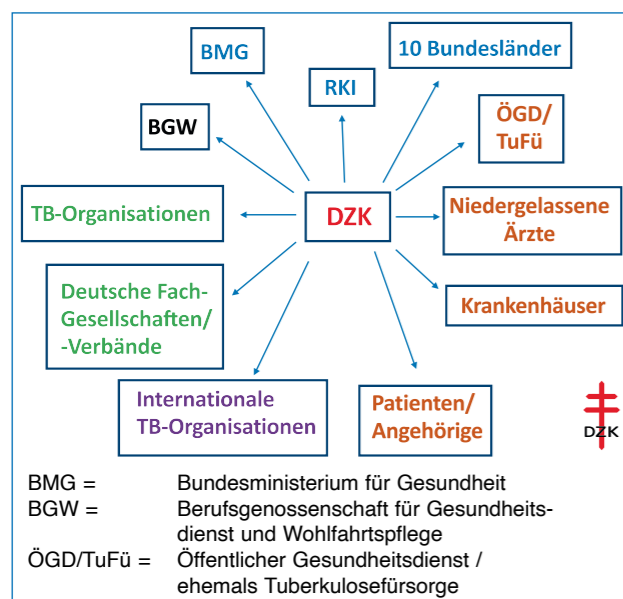 BMG
RKI
10 Bundesländer
BGW
ÖGD/
TuFü
TB-Organisationen
DZK
Niedergelassene
Ärzte
Deutsche Fach-
Gesellschaften/
-Verbände
Krankenhäuser
Internationale
TB-Organisationen
Patienten/
Angehörige
DZK
BMG = Bundesministerium für Gesundheit
BGW = Berufsgenossenschaft für Gesundheits-
dienst und Wohlfahrtspflege
ÖGD/TuFü = Öffentlicher Gesundheitsdienst /
ehemals Tuberkulosefürsorge